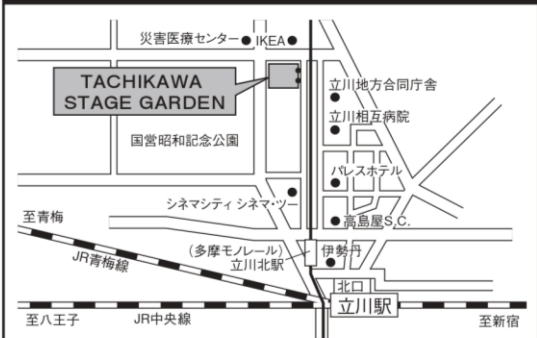 災害医療センター
IKEA
TACHIKAWA
STAGE GARDEN
立川地方合同庁舎
立川相互病院
国営昭和記念公園
パレスホテル
シネマシティ シネマ・ツー
至青梅
高島屋S.C.
JR青梅線
(多摩モノレール)
立川北駅
伊勢丹
北口
立川駅
至八王子
JR中央線
至新宿